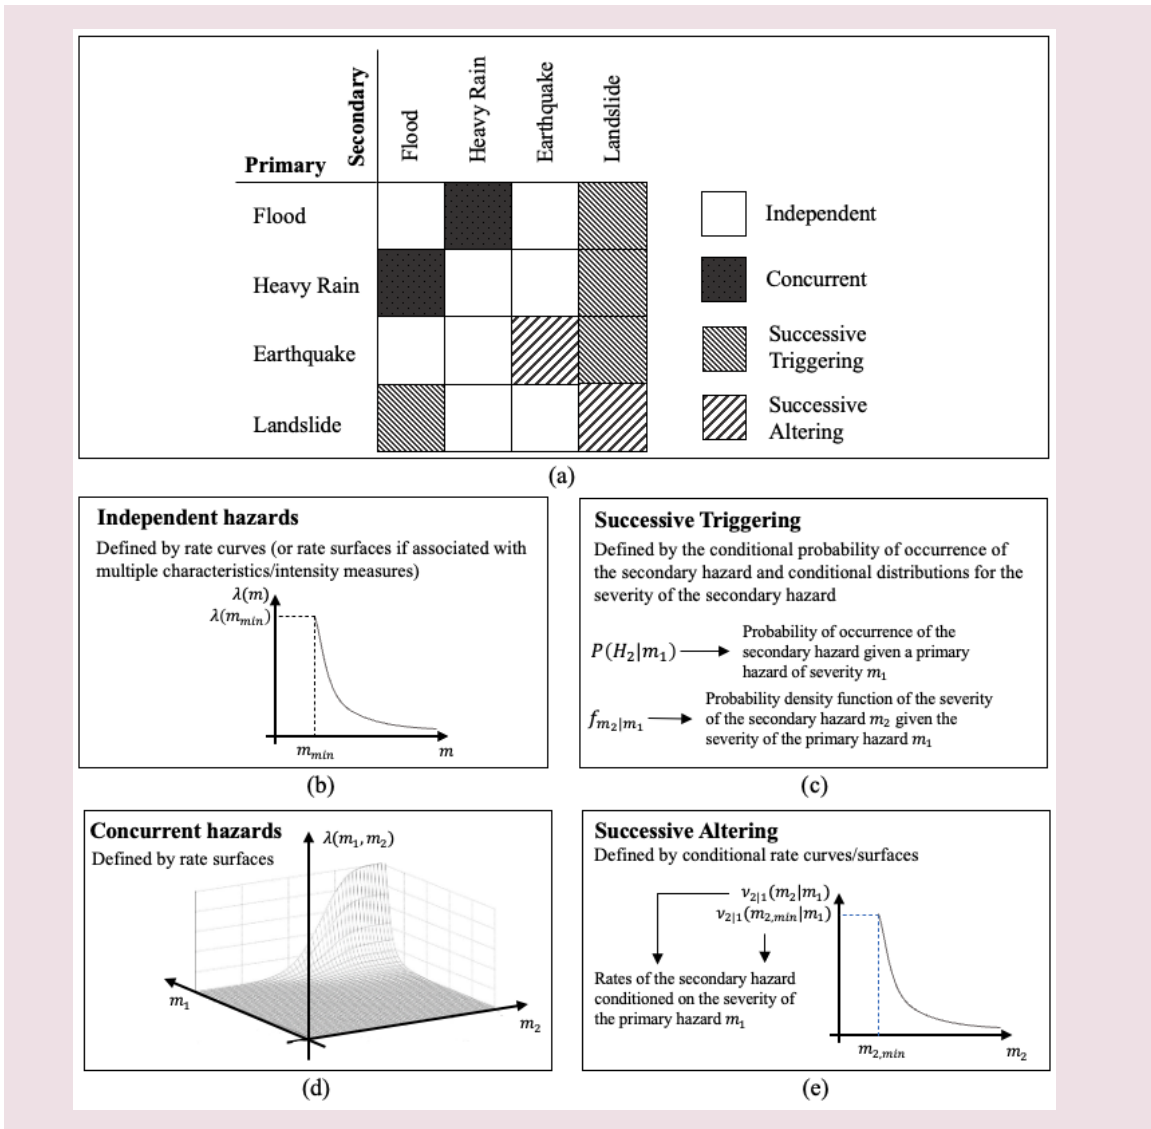 Secondary
Flood
Heavy Rain
Earthquake
Landslide
Primary
Flood
Heavy Rain
Earthquake
Landslide
Independent
Concurrent
Successive
Triggering
Successive
Altering
(a)
Independent hazards
Defined by rate curves (or rate surfaces if associated with
multiple characteristics/intensity measures)
λ(m)
λ(m_min)
m_min
m
(b)
Successive Triggering
Defined by the conditional probability of occurrence of
the secondary hazard and conditional distributions for the
severity of the secondary hazard
P(H₂|m₁)
Probability of occurrence of the
secondary hazard given a primary
hazard of severity m₁
f_m₂|m₁
Probability density function of the severity
of the secondary hazard m₂ given the
severity of the primary hazard m₁
(c)
Concurrent hazards
Defined by rate surfaces
λ(m₁, m₂)
m₁
m₂
(d)
Successive Altering
Defined by conditional rate curves/surfaces
ν₂|₁(m₂|m₁)
ν₂|₁(m₂,min|m₁)
Rates of the secondary hazard
conditioned on the severity of
the primary hazard m₁
m₂,min
m₂
(e)